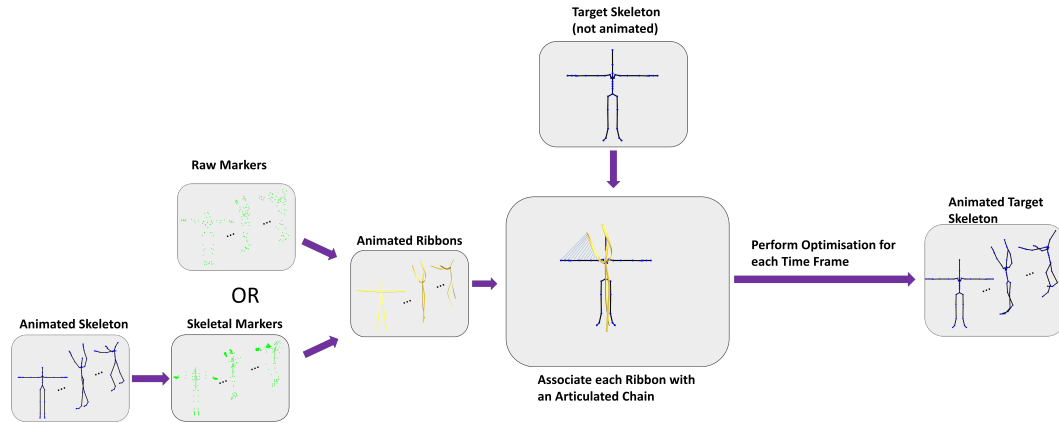 Target Skeleton
(not animated)
Raw Markers
Animated Ribbons
OR
Animated Skeleton
Skeletal Markers
Associate each Ribbon with
an Articulated Chain
Perform Optimisation for
each Time Frame
Animated Target
Skeleton